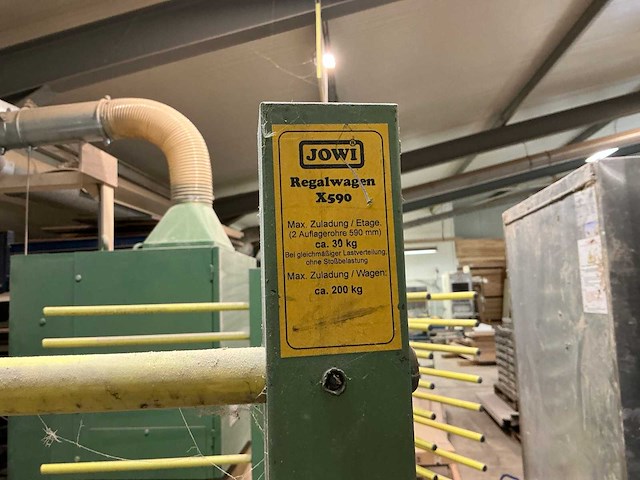 JOWI®
Regalwagen
X590
Max. Zuladung / Etage.
(2 Auflagerohre 590 mm)
ca. 30 kg
Bei gleichmäßiger Lastverteilung,
ohne Stoßbelastung
Max. Zuladung / Wagen:
ca. 200 kg